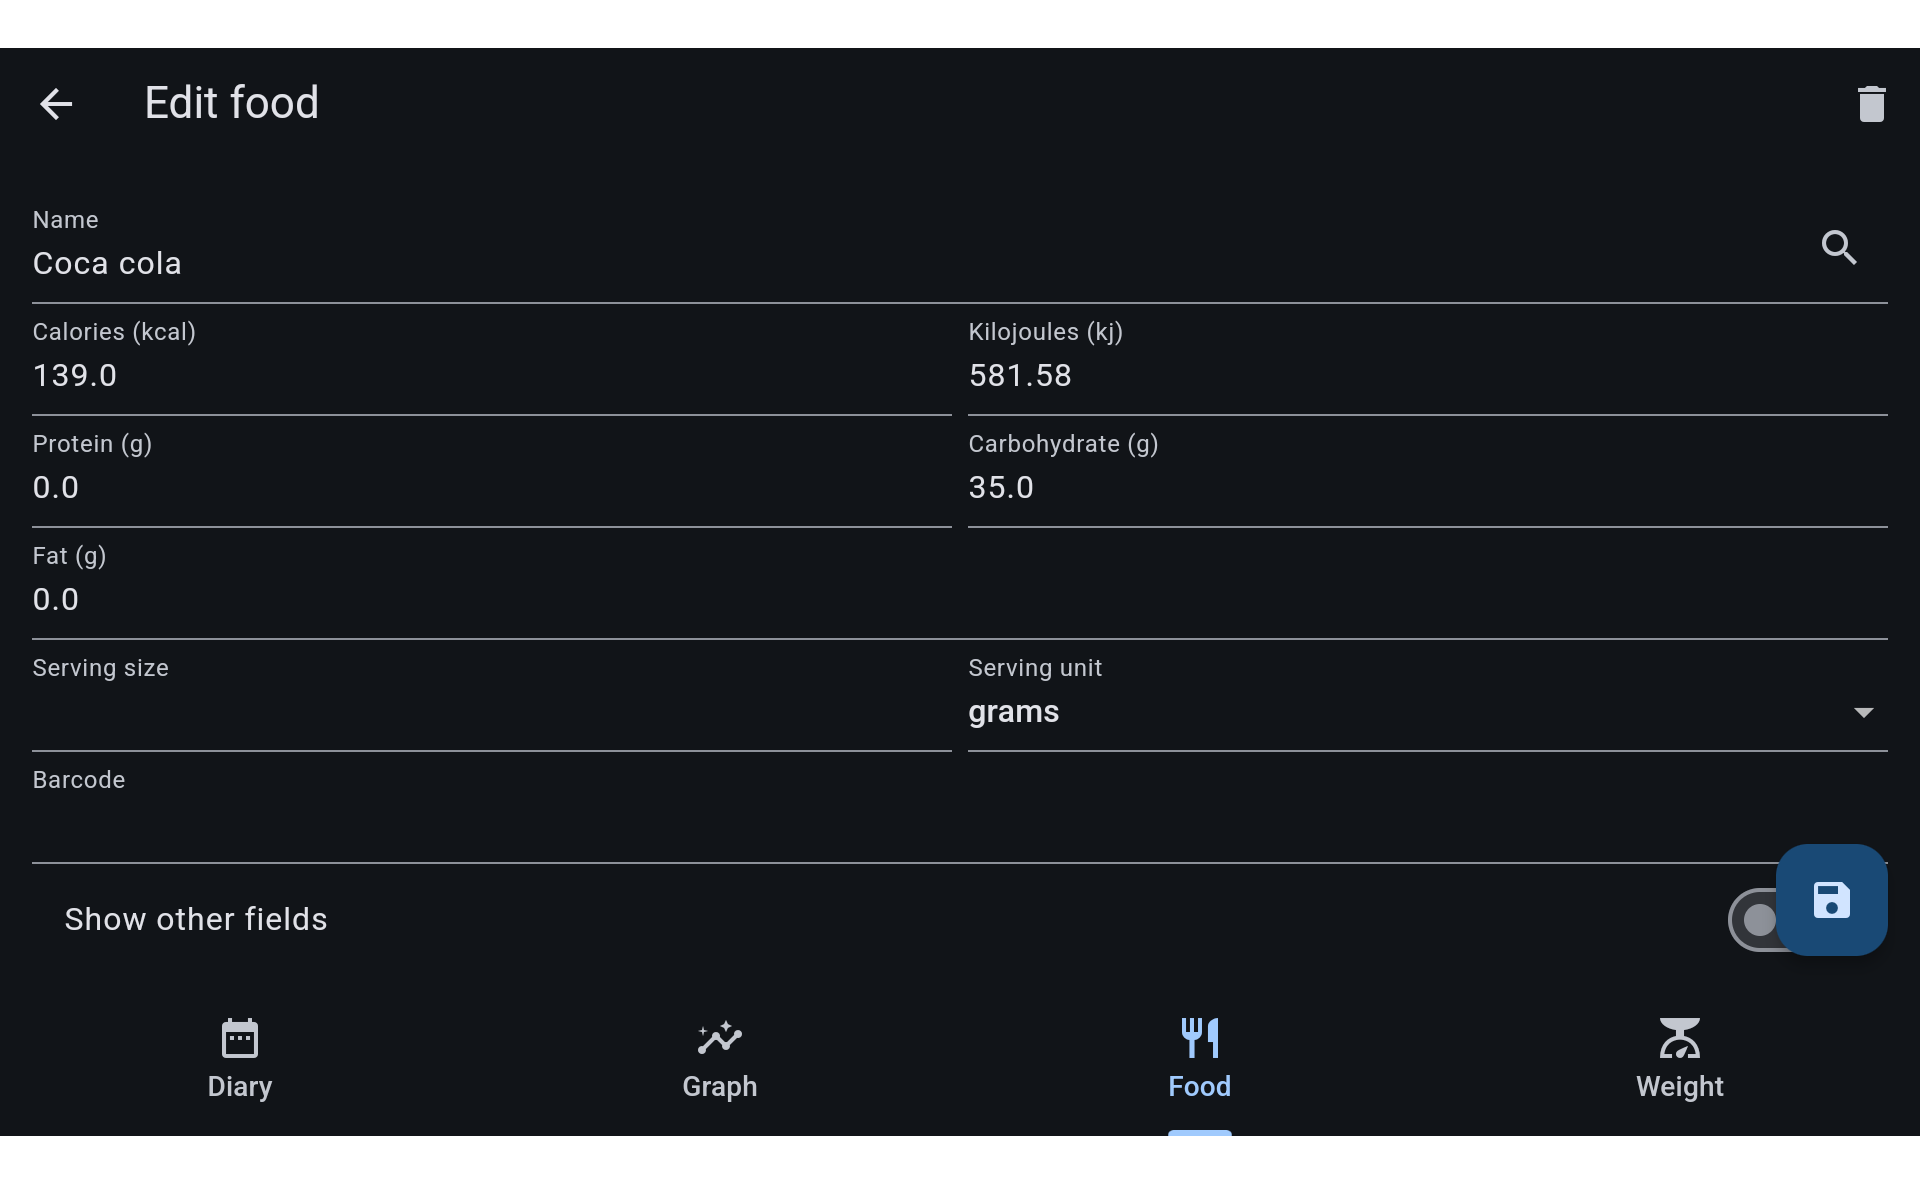 Edit food
Name
Coca cola
Calories (kcal)
Kilojoules (kj)
139.0
581.58
Protein (g)
Carbohydrate (g)
0.0
35.0
Fat (g)
0.0
Serving size
Serving unit
grams
Barcode
Show other fields
Diary
Graph
Food
Weight